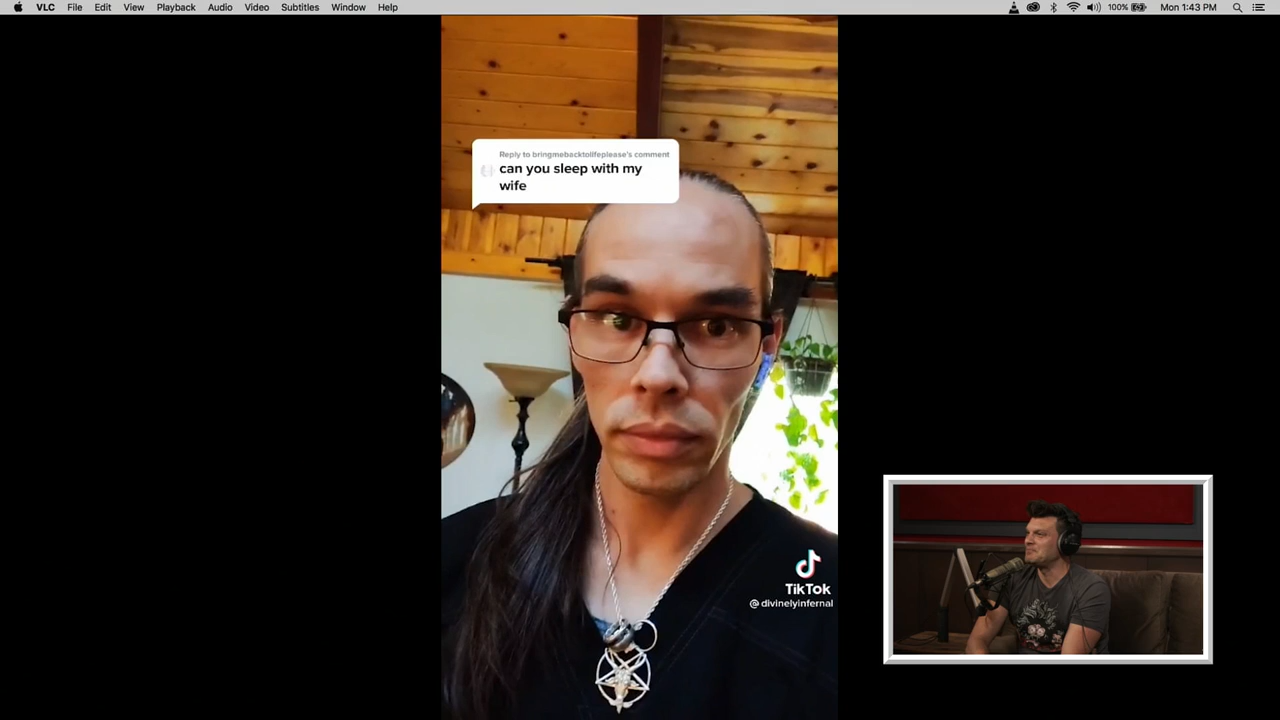 VLC File Edit View Playback Audio Video Subtitles Window Help 100% Mon 1:43 PM
Reply to bringmebacktolifeplease's comment
can you sleep with my
wife
TikTok
@divinelyinfernal